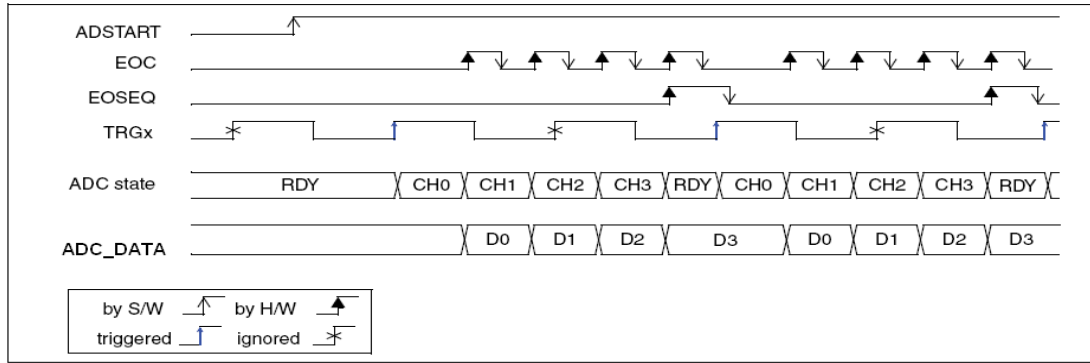 ADSTART
EOC
EOSEQ
TRGx
ADC state RDY CH0 CH1 CH2 CH3 RDY CH0 CH1 CH2 CH3 RDY
ADC_DATA D0 D1 D2 D3 D0 D1 D2 D3
by S/W by H/W
triggered ignored